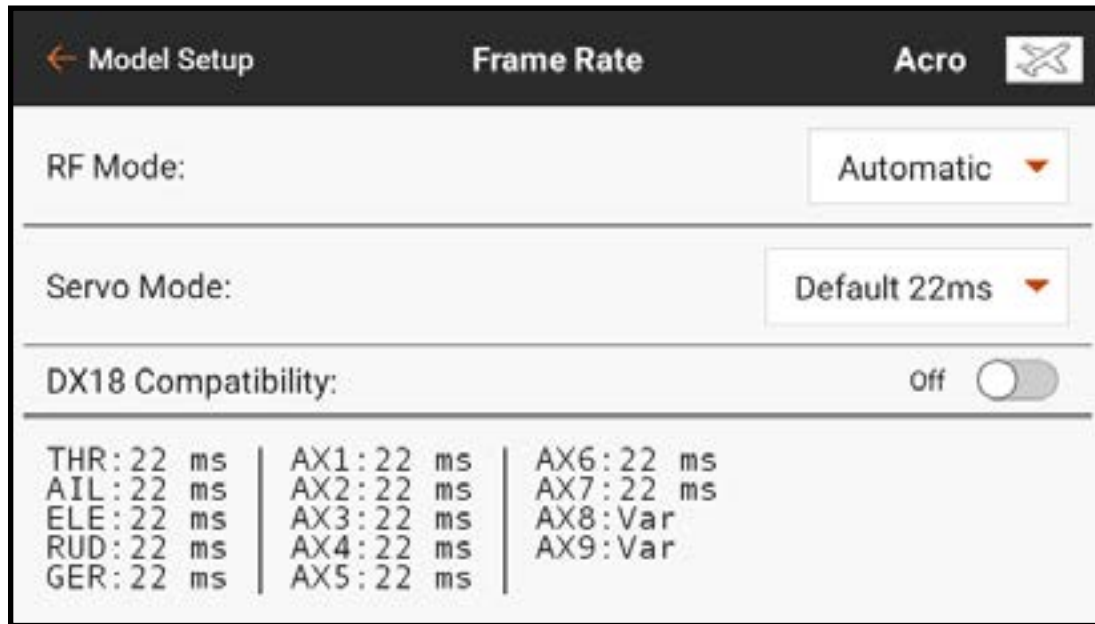 ← Model Setup Frame Rate Acro
RF Mode: Automatic
Servo Mode: Default 22ms
DX18 Compatibility: Off
THR:22 ms | AX1:22 ms | AX6:22 ms
AIL:22 ms | AX2:22 ms | AX7:22 ms
ELE:22 ms | AX3:22 ms | AX8:Var
RUD:22 ms | AX4:22 ms | AX9:Var
GER:22 ms | AX5:22 ms |